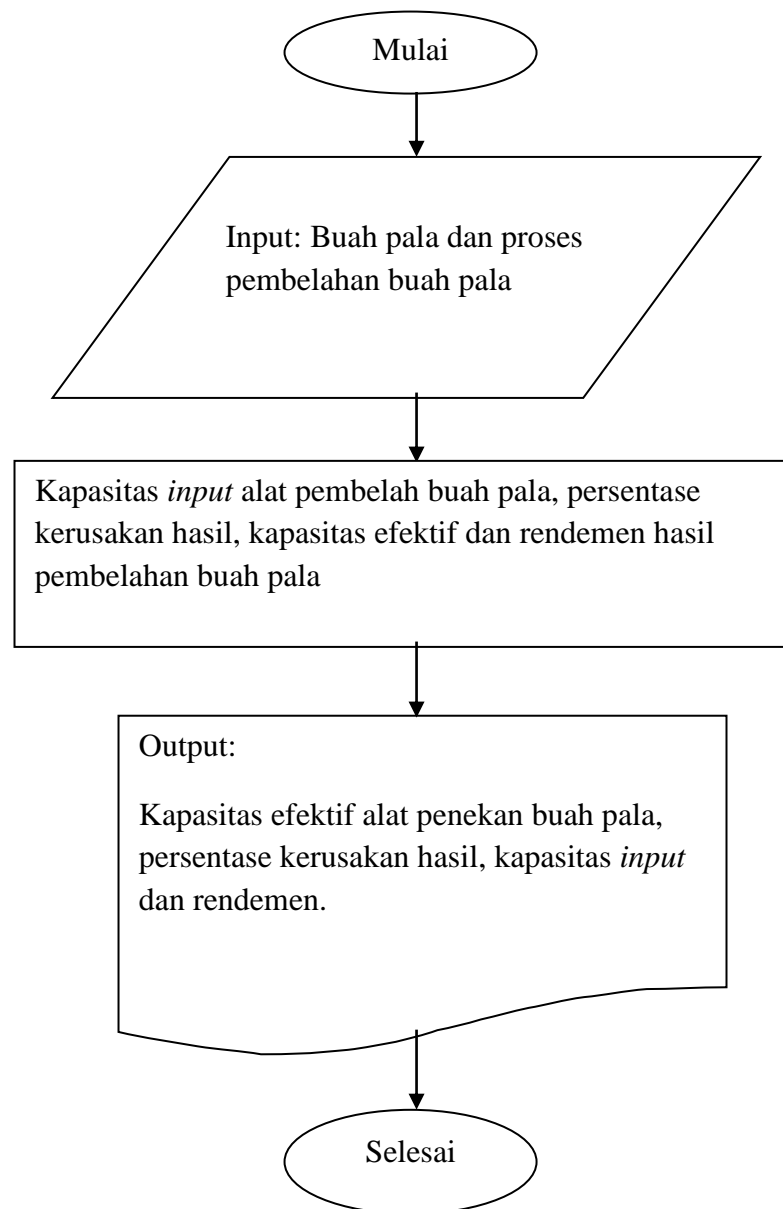 Mulai
Input: Buah pala dan proses
pembelahan buah pala
Kapasitas input alat pembelah buah pala, persentase
kerusakan hasil, kapasitas efektif dan rendemen hasil
pembelahan buah pala
Output:
Kapasitas efektif alat penekan buah pala,
persentase kerusakan hasil, kapasitas input
dan rendemen.
Selesai